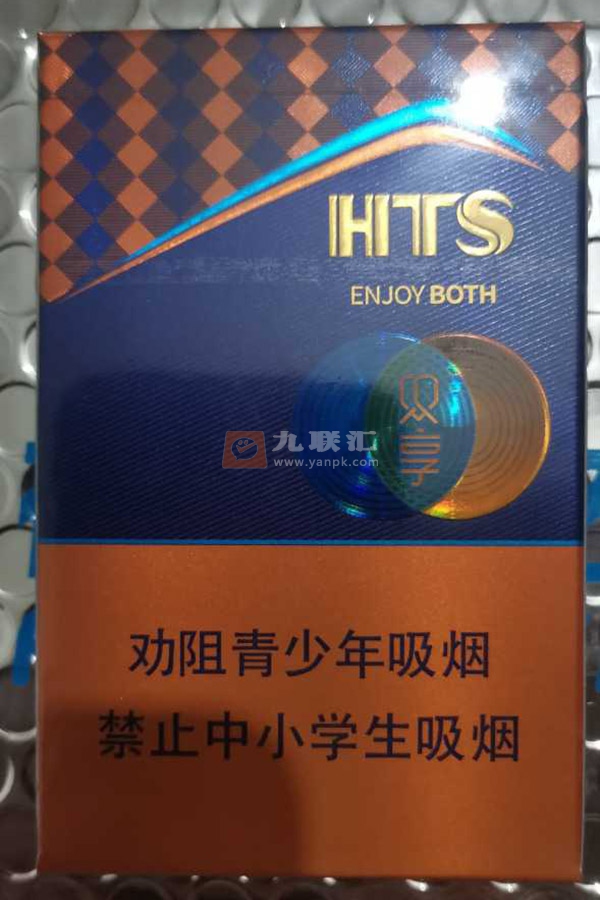 HTS
ENJOY BOTH
双享
九联汇
www.yanpk.com
劝阻青少年吸烟
禁止中小学生吸烟